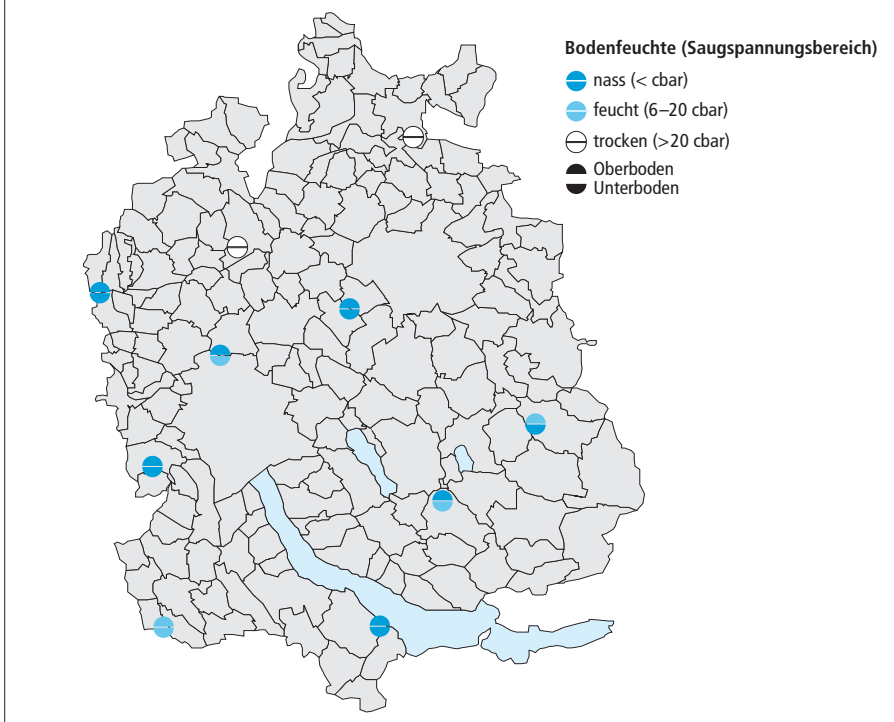 Bodenfeuchte (Saugspannungsbereich)
nass (< cbar)
feucht (6–20 cbar)
trocken (>20 cbar)
Oberboden
Unterboden